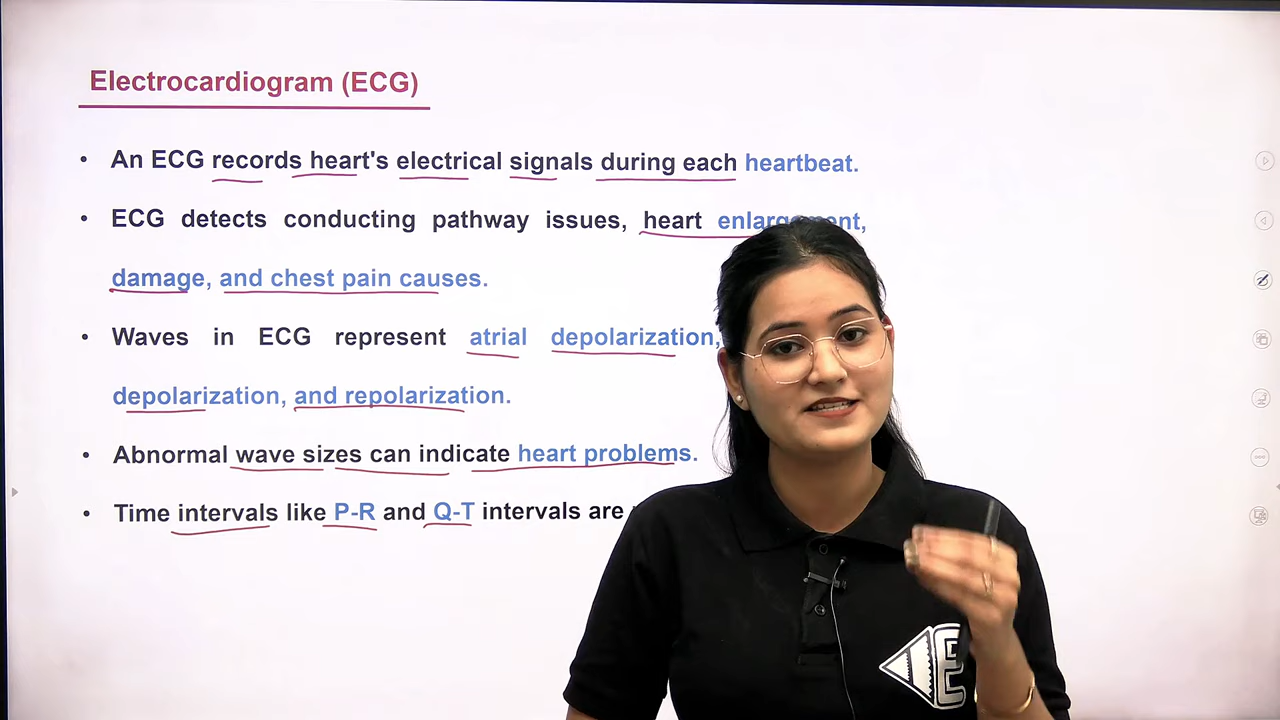 Electrocardiogram (ECG)
• An ECG records heart's electrical signals during each heartbeat.
• ECG detects conducting pathway issues, heart enlargement,
damage, and chest pain causes.
• Waves in ECG represent atrial depolarization,
depolarization, and repolarization.
• Abnormal wave sizes can indicate heart problems.
• Time intervals like P-R and Q-T intervals are